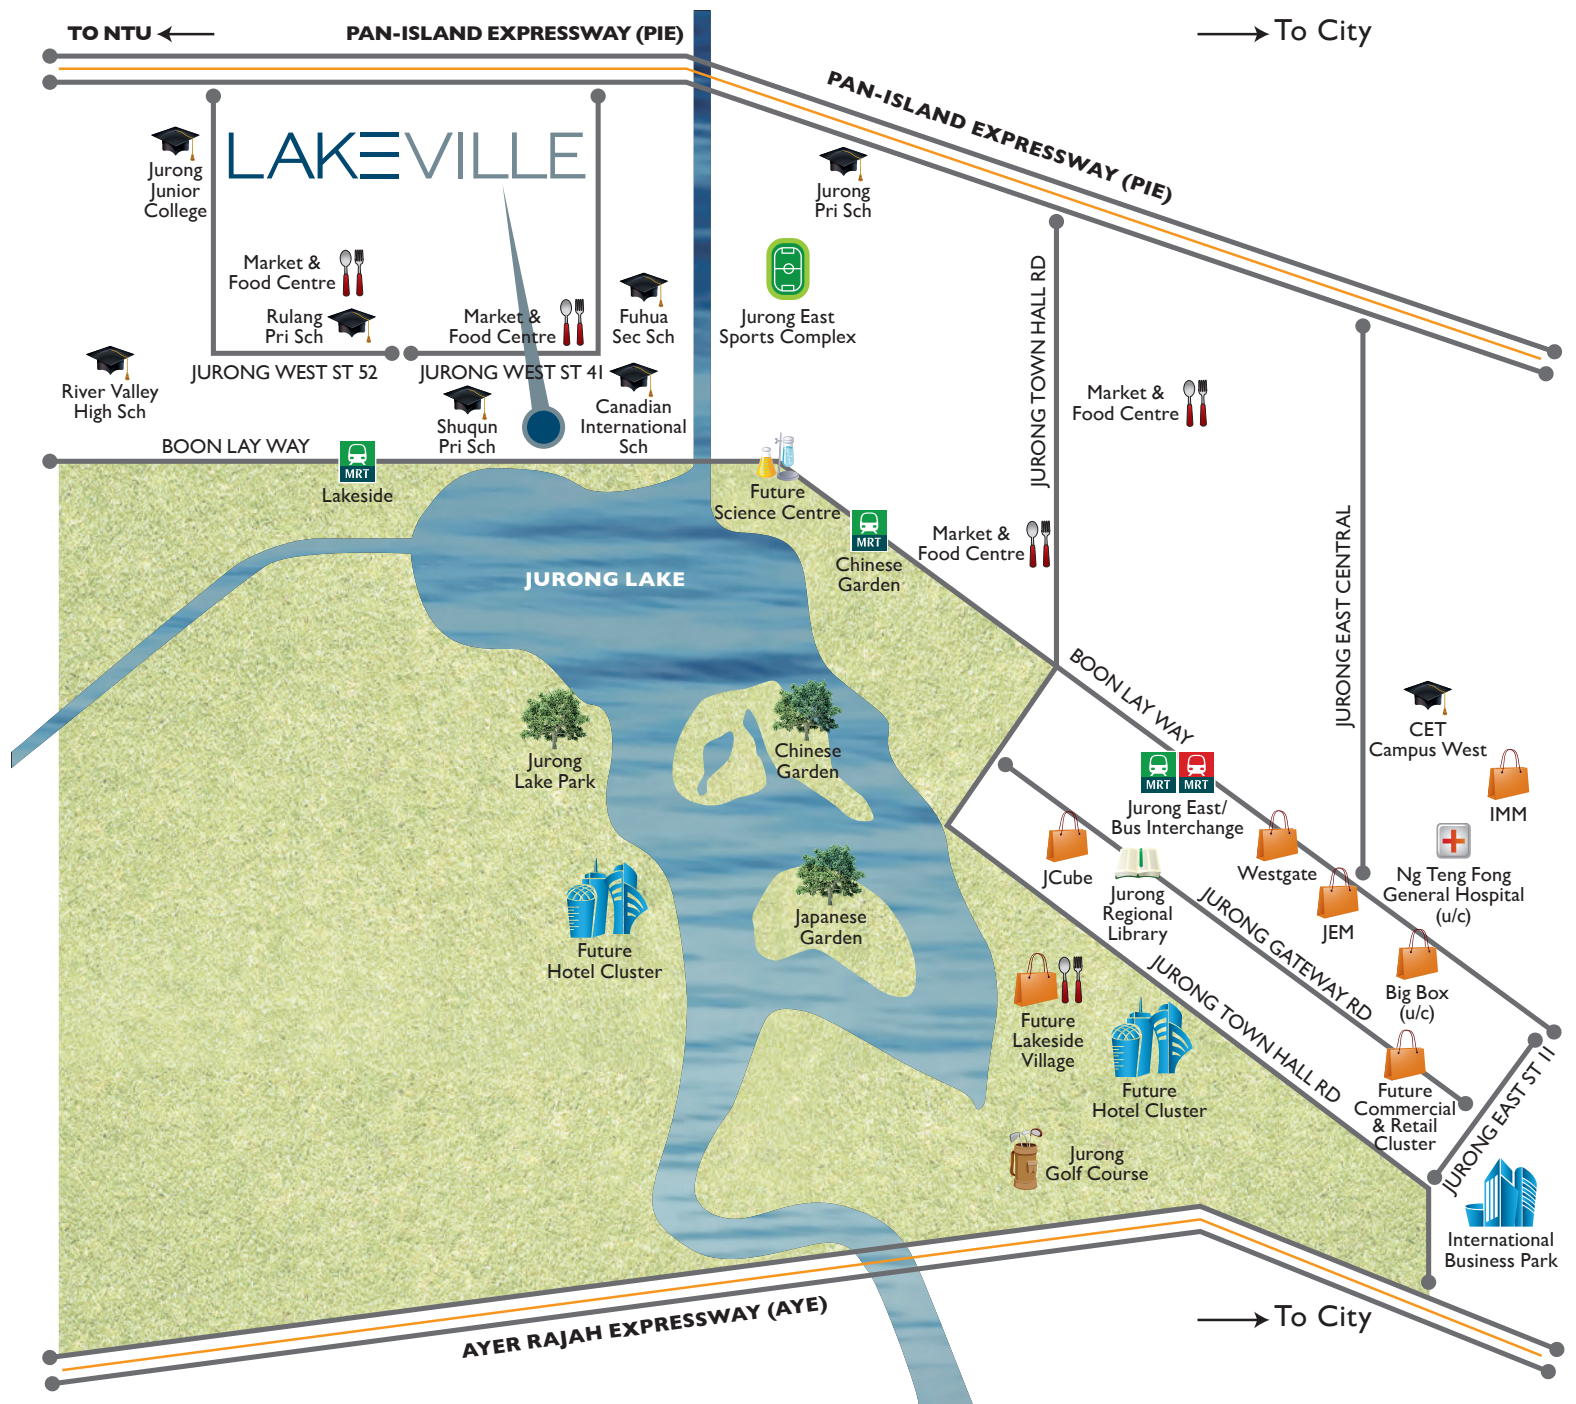 TO NTU
PAN-ISLAND EXPRESSWAY (PIE)
To City
PAN-ISLAND EXPRESSWAY (PIE)
LAKEVILLE
Jurong
Junior
College
Jurong
Pri Sch
Market &
Food Centre
Rulang
Pri Sch
Market &
Food Centre
Fuhua
Sec Sch
Jurong East
Sports Complex
JURONG TOWN HALL RD
JURONG WEST ST 52
JURONG WEST ST 41
River Valley
High Sch
Shuqun
Pri Sch
Canadian
International
Sch
Market &
Food Centre
BOON LAY WAY
MRT
Lakeside
Future
Science Centre
MRT
Chinese
Garden
Market &
Food Centre
JURONG EAST CENTRAL
JURONG LAKE
BOON LAY WAY
CET
Campus West
Jurong
Lake Park
Chinese
Garden
MRT MRT
Jurong East/
Bus Interchange
IMM
JCube
Westgate
Jurong
Regional
Library
Ng Teng Fong
General Hospital
(u/c)
JEM
JURONG GATEWAY RD
Japanese
Garden
Future
Hotel Cluster
Big Box
(u/c)
JURONG TOWN HALL RD
Future
Lakeside
Village
Future
Hotel Cluster
Future
Commercial
& Retail
Cluster
JURONG EAST ST 11
Jurong
Golf Course
International
Business Park
AYER RAJAH EXPRESSWAY (AYE)
To City